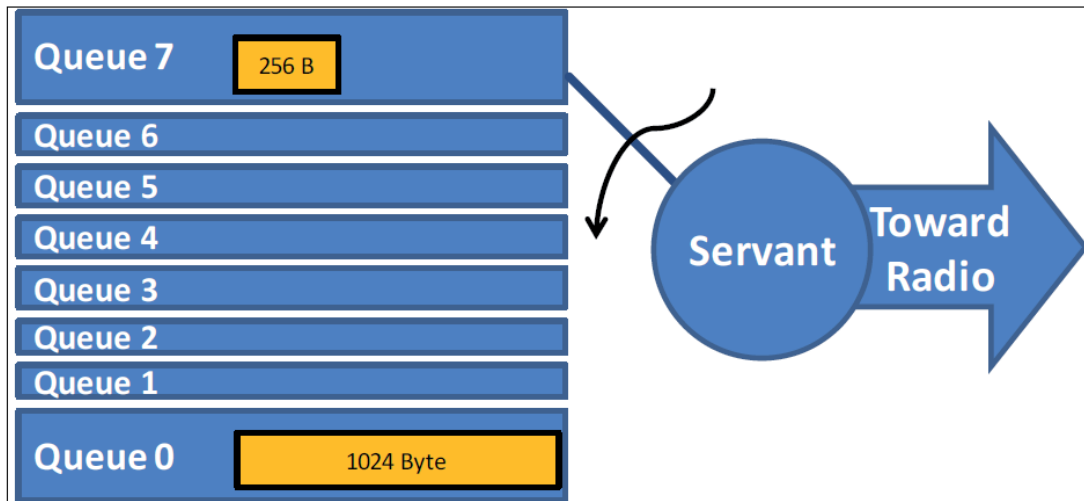 Queue 7
256 B
Queue 6
Queue 5
Queue 4
Queue 3
Queue 2
Queue 1
Queue 0
1024 Byte
Servant
Toward
Radio